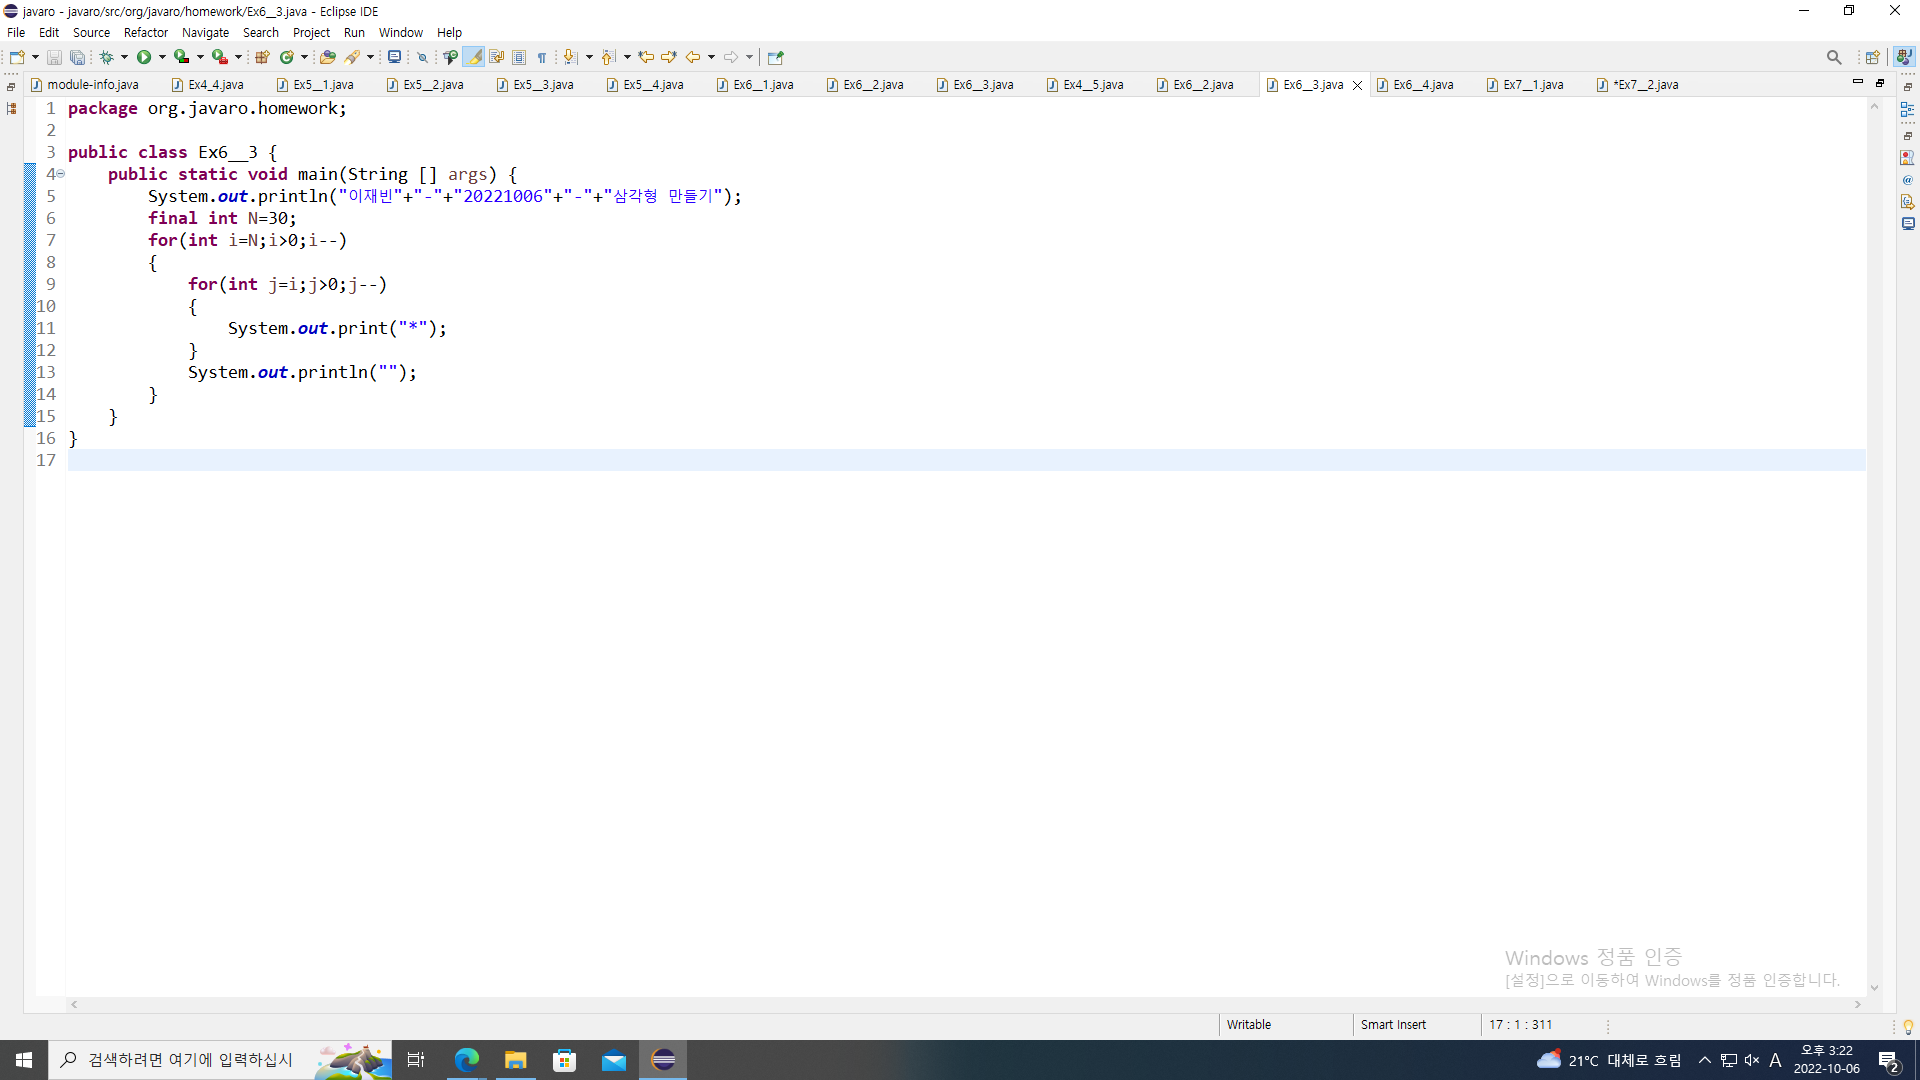 javaro - javaro/src/org/javaro/homework/Ex6__3.java - Eclipse IDE
File Edit Source Refactor Navigate Search Project Run Window Help
module-info.java Ex4_4.java Ex5__1.java Ex5__2.java Ex5__3.java Ex5__4.java Ex6__1.java Ex6__2.java Ex6__3.java Ex4__5.java Ex6__2.java Ex6__3.java Ex6__4.java Ex7__1.java *Ex7__2.java
1 package org.javaro.homework;
2
3 public class Ex6__3 {
4 public static void main(String [] args) {
5 System.out.println("이재빈"+"-"+"20221006"+"-"+"삼각형 만들기");
6 final int N=30;
7 for(int i=N;i>0;i--)
8 {
9 for(int j=i;j>0;j--)
10 {
11 System.out.print("*");
12 }
13 System.out.println("");
14 }
15 }
16 }
17
Windows 정품 인증
[설정]으로 이동하여 Windows를 정품 인증합니다.
Writable Smart Insert 17 : 1 : 311
검색하려면 여기에 입력하십시 21°C 대체로 흐림 A 오후 3:22 2
2022-10-06